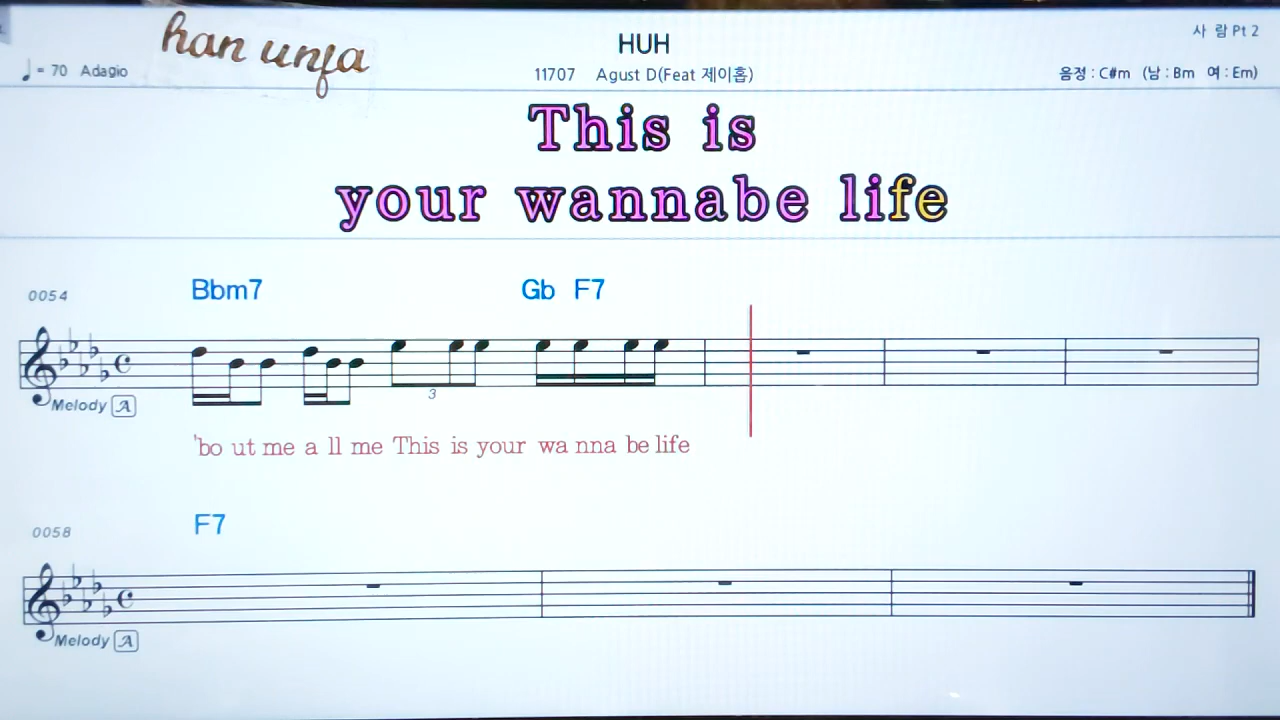 han unfa
HUH
사 람 Pt 2
♩ = 70 Adagio
11707 Agust D(Feat 제이홉)
음정 : C#m (남 : Bm 여 : Em)
This is
your wannabe life
0054
Bbm7 Gb F7
3
Melody A
'bo ut me a ll me This is your wa nna be life
0058
F7
Melody A